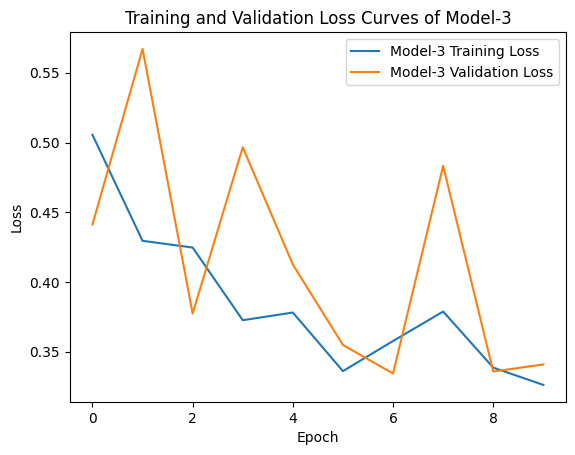 Training and Validation Loss Curves of Model-3
Model-3 Training Loss
Model-3 Validation Loss
0.55
0.50
0.45
0.40
0.35
Loss
0 2 4 6 8
Epoch